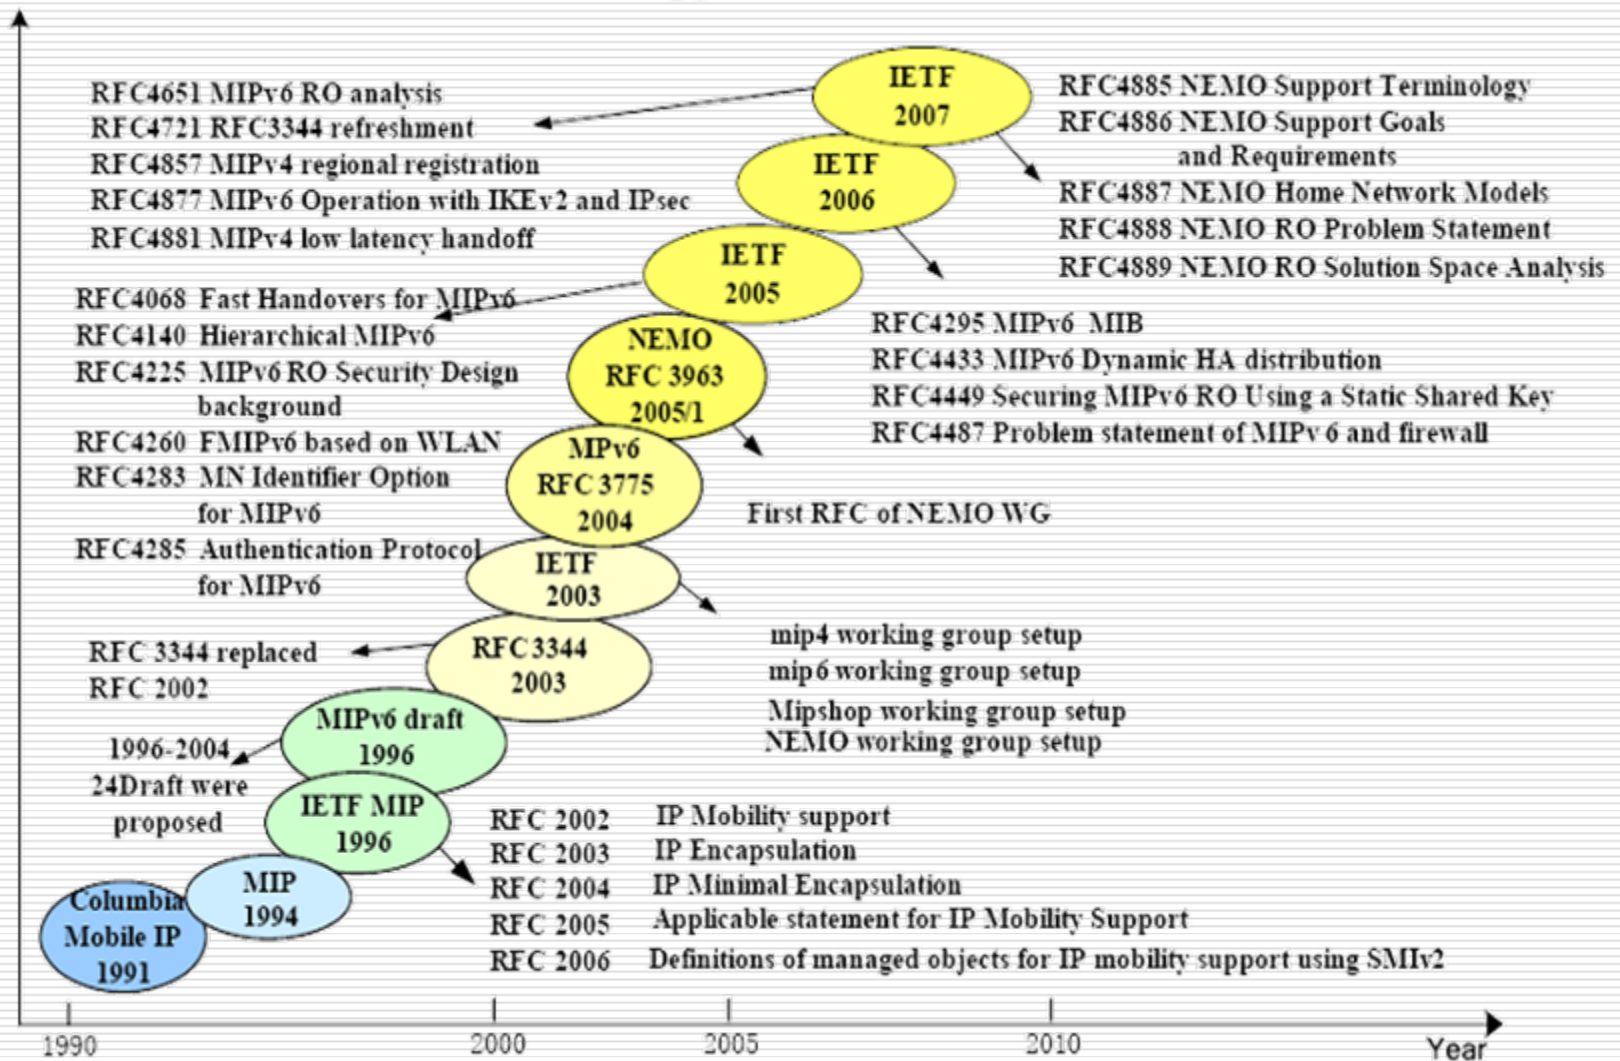 RFC4651 MIPv6 RO analysis
RFC4721 RFC3344 refreshment
RFC4857 MIPv4 regional registration
RFC4877 MIPv6 Operation with IKEv2 and IPsec
RFC4881 MIPv4 low latency handoff
IETF
2007
RFC4885 NEMO Support Terminology
RFC4886 NEMO Support Goals
and Requirements
RFC4887 NEMO Home Network Models
RFC4888 NEMO RO Problem Statement
RFC4889 NEMO RO Solution Space Analysis
IETF
2006
RFC4295 MIPv6 MIB
RFC4433 MIPv6 Dynamic HA distribution
RFC4449 Securing MIPv6 RO Using a Static Shared Key
RFC4487 Problem statement of MIPv 6 and firewall
IETF
2005
RFC4068 Fast Handovers for MIPv6
RFC4140 Hierarchical MIPv6
RFC4225 MIPv6 RO Security Design
background
RFC4260 FMIPv6 based on WLAN
RFC4283 MN Identifier Option
for MIPv6
RFC4285 Authentication Protocol
for MIPv6
NEMO
RFC 3963
2005/1
First RFC of NEMO WG
MPv6
RFC 3775
2004
IETF
2003
mip4 working group setup
mip6 working group setup
Mipshop working group setup
NEMO working group setup
RFC 3344 replaced
RFC 2002
RFC3344
2003
MIPv6 draft
1996
1996-2004
24Draft were
proposed
IETF MIP
1996
RFC 2002 IP Mobility support
RFC 2003 IP Encapsulation
RFC 2004 IP Minimal Encapsulation
RFC 2005 Applicable statement for IP Mobility Support
RFC 2006 Definitions of managed objects for IP mobility support using SMIv2
MIP
1994
Columbia
Mobile IP
1991
1990 2000 2005 2010 Year